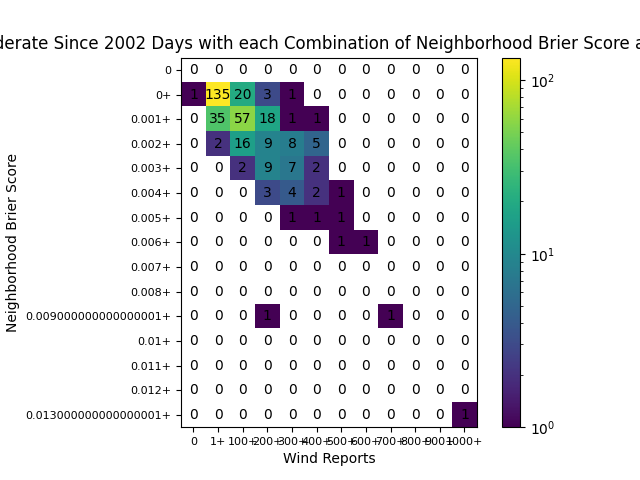 derate Since 2002 Days with each Combination of Neighborhood Brier Score a
Neighborhood Brier Score
0 0 0 0 0 0 0 0 0 0 0 0 0
0+ 1 135 20 3 1 0 0 0 0 0 0 0
0.001+ 0 35 57 18 1 1 0 0 0 0 0 0
0.002+ 0 2 16 9 8 5 0 0 0 0 0 0
0.003+ 0 0 2 9 7 2 0 0 0 0 0 0
0.004+ 0 0 0 3 4 2 1 0 0 0 0 0
0.005+ 0 0 0 0 1 1 1 0 0 0 0 0
0.006+ 0 0 0 0 0 0 1 1 0 0 0 0
0.007+ 0 0 0 0 0 0 0 0 0 0 0 0
0.008+ 0 0 0 0 0 0 0 0 0 0 0 0
0.009000000000000001+ 0 0 0 1 0 0 0 0 1 0 0 0
0.01+ 0 0 0 0 0 0 0 0 0 0 0 0
0.011+ 0 0 0 0 0 0 0 0 0 0 0 0
0.012+ 0 0 0 0 0 0 0 0 0 0 0 0
0.013000000000000001+ 0 0 0 0 0 0 0 0 0 0 0 1
0 1+ 100+ 200+ 300+ 400+ 500+ 600+ 700+ 800+ 900+ 1000+
Wind Reports
10²
10¹
10⁰